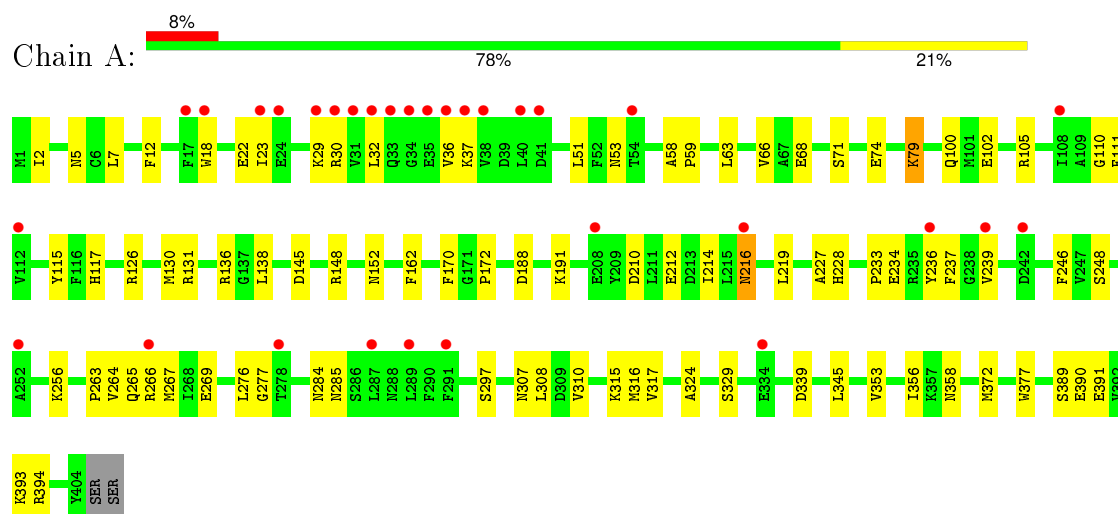 8%
Chain A:
78% 21%
M1 I2 N5 C6 L7 F12 F17 W18 E22 I23 E24 K29 R30 V31 L32 Q33 G34 E35 V36 K37 V38 D39 L40 D41 L51 F52 N53 T54 A58 P59 L63 V66 A67 M68 S71 E74 K79 Q100 M101 E102 R105 I108 A109 G110
V112 Y115 F116 H117 R126 M130 R131 R136 G137 L138 D145 R148 N152 F162 F170 G171 P172 D188 K191 E208 Y209 D210 L211 E212 D213 I214 L215 N216 L219 A227 H228 P233 E234 R235 Y236 F237 G238 V239 D242 F246 V247 S248
A252 K256 P263 V264 Q265 R266 M267 I268 E269 L276 G277 T278 N284 N285 S286 L287 N288 L289 F290 F291 S297 N307 L308 D309 V310 K315 M316 V317 A324 S329 E334 D339 L345 V353 I356 K357 N358 M372 W377 S389 E390 E391
K393 R394 Y404 SER SER